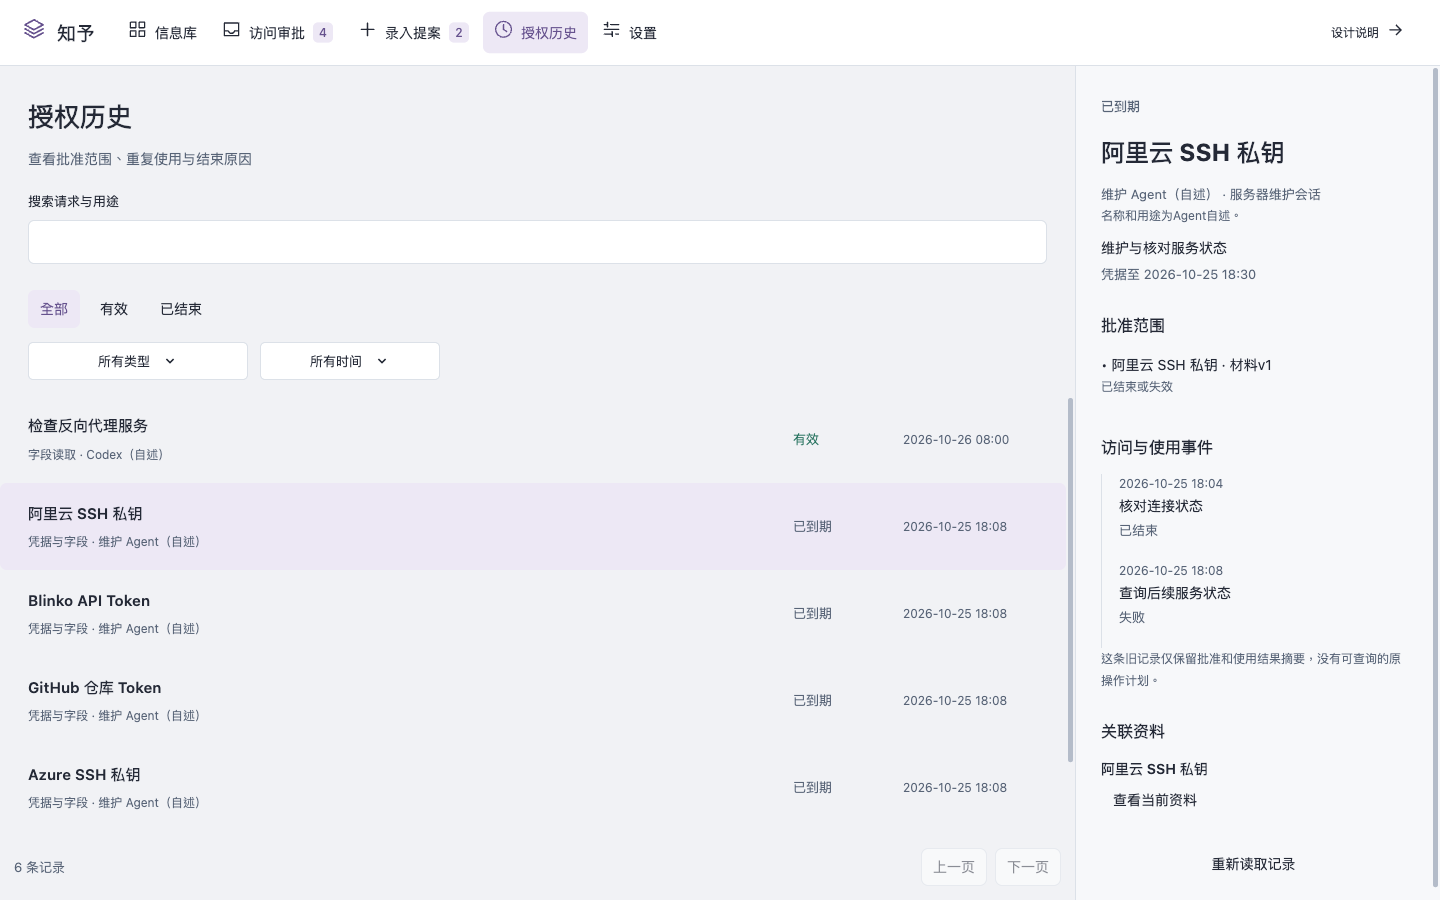 知予
信息库
访问审批 4
录入提案 2
授权历史
设置
设计说明
授权历史
查看批准范围、重复使用与结束原因
搜索请求与用途
全部 有效 已结束
所有类型 所有时间
检查反向代理服务
字段读取 · Codex（自述）
有效 2026-10-26 08:00
阿里云 SSH 私钥
凭据与字段 · 维护 Agent（自述）
已到期 2026-10-25 18:08
Blinko API Token
凭据与字段 · 维护 Agent（自述）
已到期 2026-10-25 18:08
GitHub 仓库 Token
凭据与字段 · 维护 Agent（自述）
已到期 2026-10-25 18:08
Azure SSH 私钥
凭据与字段 · 维护 Agent（自述）
已到期 2026-10-25 18:08
6 条记录
上一页 下一页
已到期
阿里云 SSH 私钥
维护 Agent（自述） · 服务器维护会话
名称和用途为Agent自述。
维护与核对服务状态
凭据至 2026-10-25 18:30
批准范围
• 阿里云 SSH 私钥 · 材料v1
已结束或失效
访问与使用事件
2026-10-25 18:04
核对连接状态
已结束
2026-10-25 18:08
查询后续服务状态
失败
这条旧记录仅保留批准和使用结果摘要，没有可查询的原
操作计划。
关联资料
阿里云 SSH 私钥
查看当前资料
重新读取记录